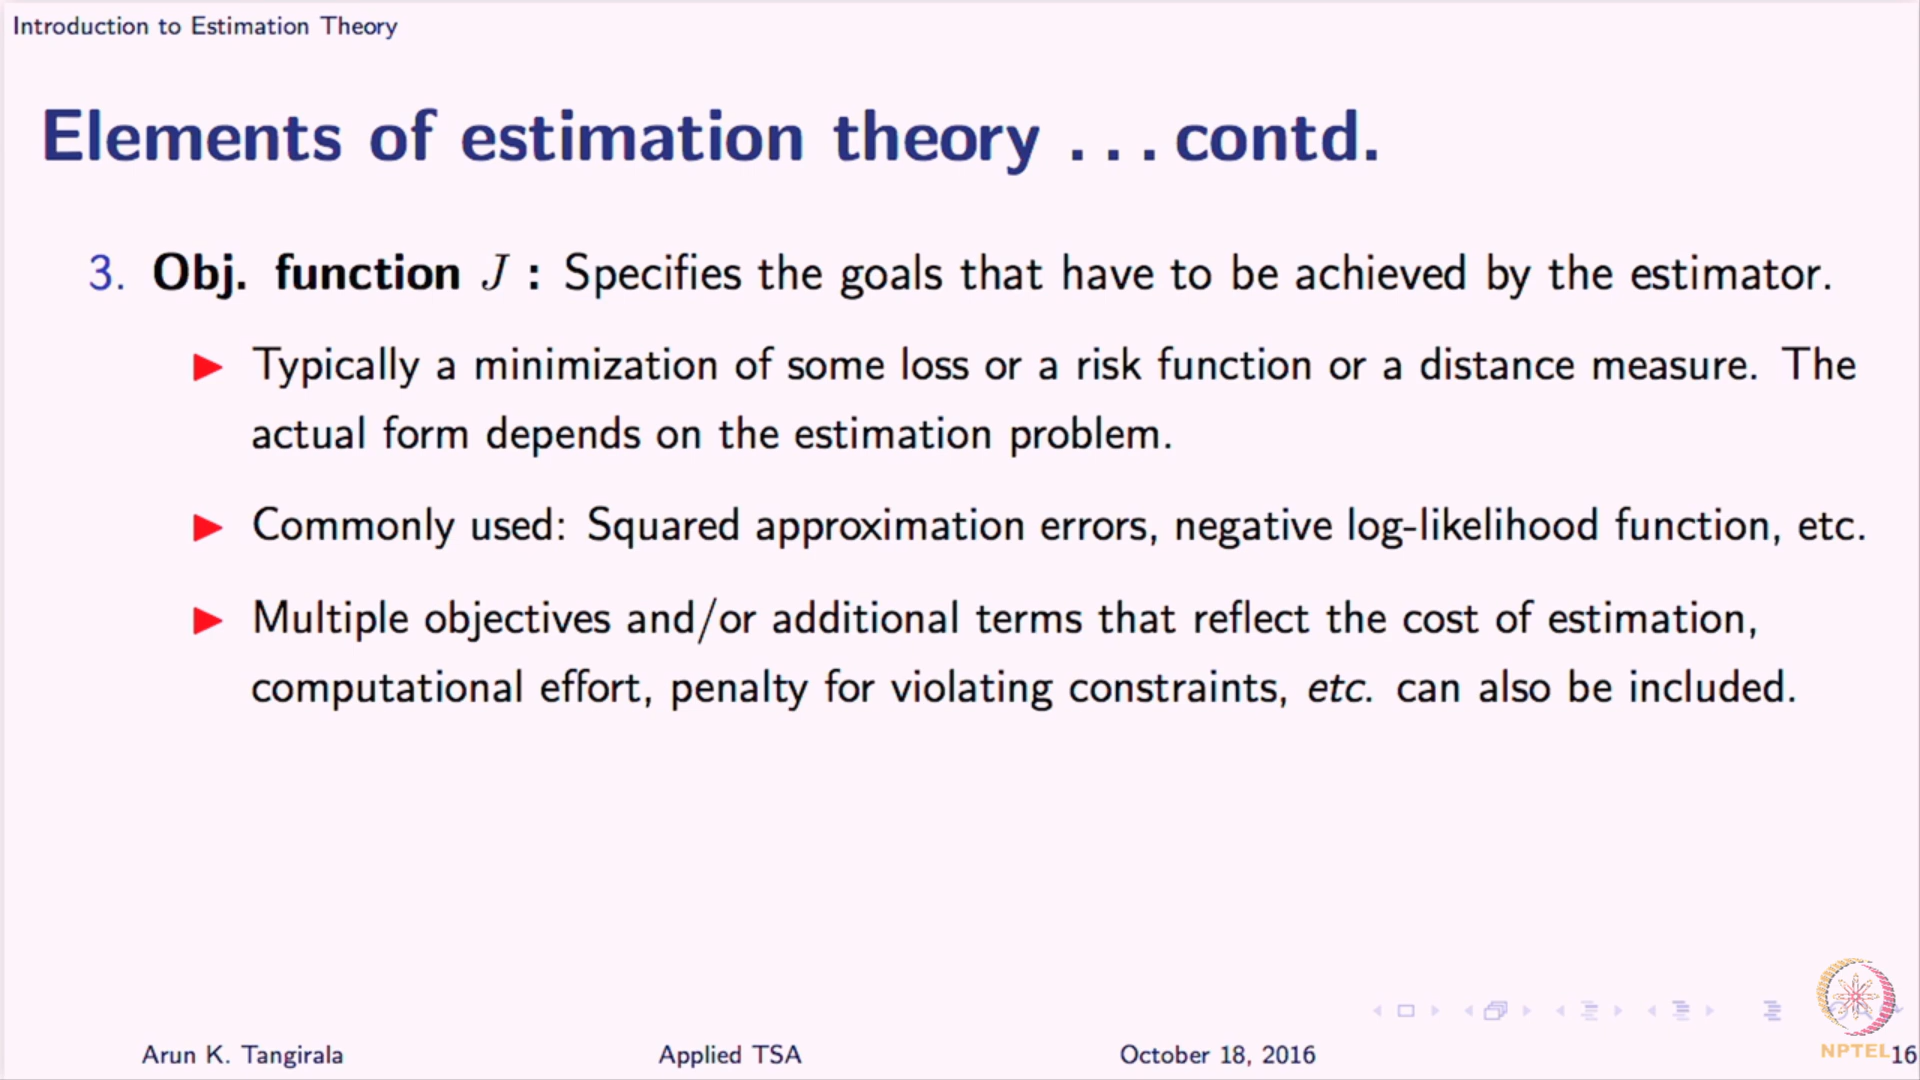 Introduction to Estimation Theory
Elements of estimation theory ... contd.
3. Obj. function J : Specifies the goals that have to be achieved by the estimator.
Typically a minimization of some loss or a risk function or a distance measure. The
actual form depends on the estimation problem.
Commonly used: Squared approximation errors, negative log-likelihood function, etc.
Multiple objectives and/or additional terms that reflect the cost of estimation,
computational effort, penalty for violating constraints, etc. can also be included.
Arun K. Tangirala Applied TSA October 18, 2016 NPTEL 16